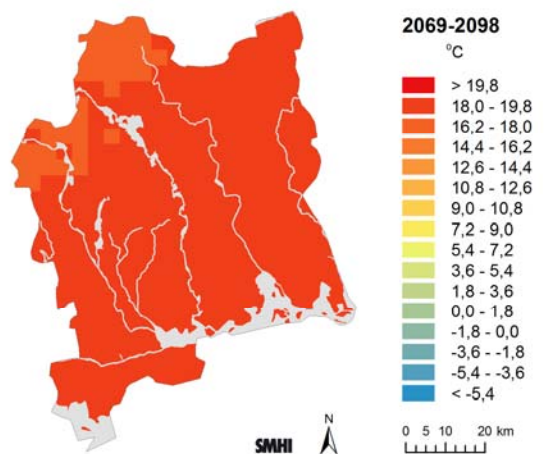 2069-2098
°C
> 19,8
18,0 - 19,8
16,2 - 18,0
14,4 - 16,2
12,6 - 14,4
10,8 - 12,6
9,0 - 10,8
7,2 - 9,0
5,4 - 7,2
3,6 - 5,4
1,8 - 3,6
0,0 - 1,8
-1,8 - 0,0
-3,6 - -1,8
-5,4 - -3,6
< -5,4
SMHI
N
0 5 10 20 km